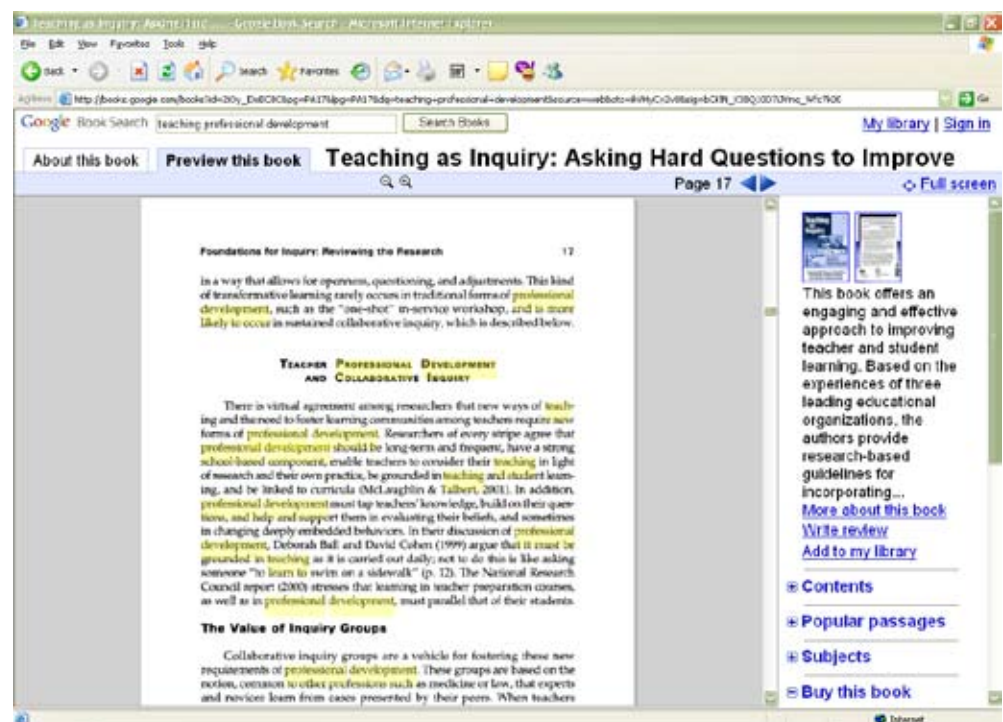 Teaching as Inquiry: Asking Hard ... - Google Book Search - Microsoft Internet Explorer
File Edit View Favorites Tools Help
Back Search Favorites
Address
Google Book Search teaching professional development Search Books My library | Sign in
About this book Preview this book Teaching as Inquiry: Asking Hard Questions to Improve
Page 17 Full screen
Foundations for Inquiry: Reviewing the Research 17
in a way that allows for openness, questioning, and adjustments. This kind
of transformative learning rarely occurs in traditional forms of professional
development, such as the "one-shot" in-service workshop, and is more
likely to occur in sustained collaborative inquiry, which is described below.
TEACHER PROFESSIONAL DEVELOPMENT
AND COLLABORATIVE INQUIRY
There is virtual agreement among researchers that new ways of teach-
ing and the need to foster learning communities among teachers require new
forms of professional development. Researchers of every stripe agree that
professional development should be long-term and frequent, have a strong
school-based component, enable teachers to consider their teaching in light
of research and their own practice, be grounded in teaching and student learn-
ing, and be linked to curricula (McLaughlin & Talbert, 2001). In addition,
professional development must tap teachers' knowledge, build on their ques-
tions, and help and support them in evaluating their beliefs, and sometimes
in changing deeply embedded behaviors. In their discussion of professional
development, Deborah Ball and David Cohen (1999) argue that it must be
grounded in teaching as it is carried out daily; not to do this is like asking
someone "to learn to swim on a sidewalk" (p. 12). The National Research
Council report (2000) stresses that learning in teacher preparation courses,
as well as in professional development, must parallel that of their students.
The Value of Inquiry Groups
Collaborative inquiry groups are a vehicle for fostering these new
requirements of professional development. These groups are based on the
notion, common to other professions such as medicine or law, that experts
and novices learn from cases presented by their peers. When teachers
This book offers an
engaging and effective
approach to improving
teacher and student
learning. Based on the
experiences of three
leading educational
organizations, the
authors provide
research-based
guidelines for
incorporating...
More about this book
Write review
Add to my library
Contents
Popular passages
Subjects
Buy this book
Internet